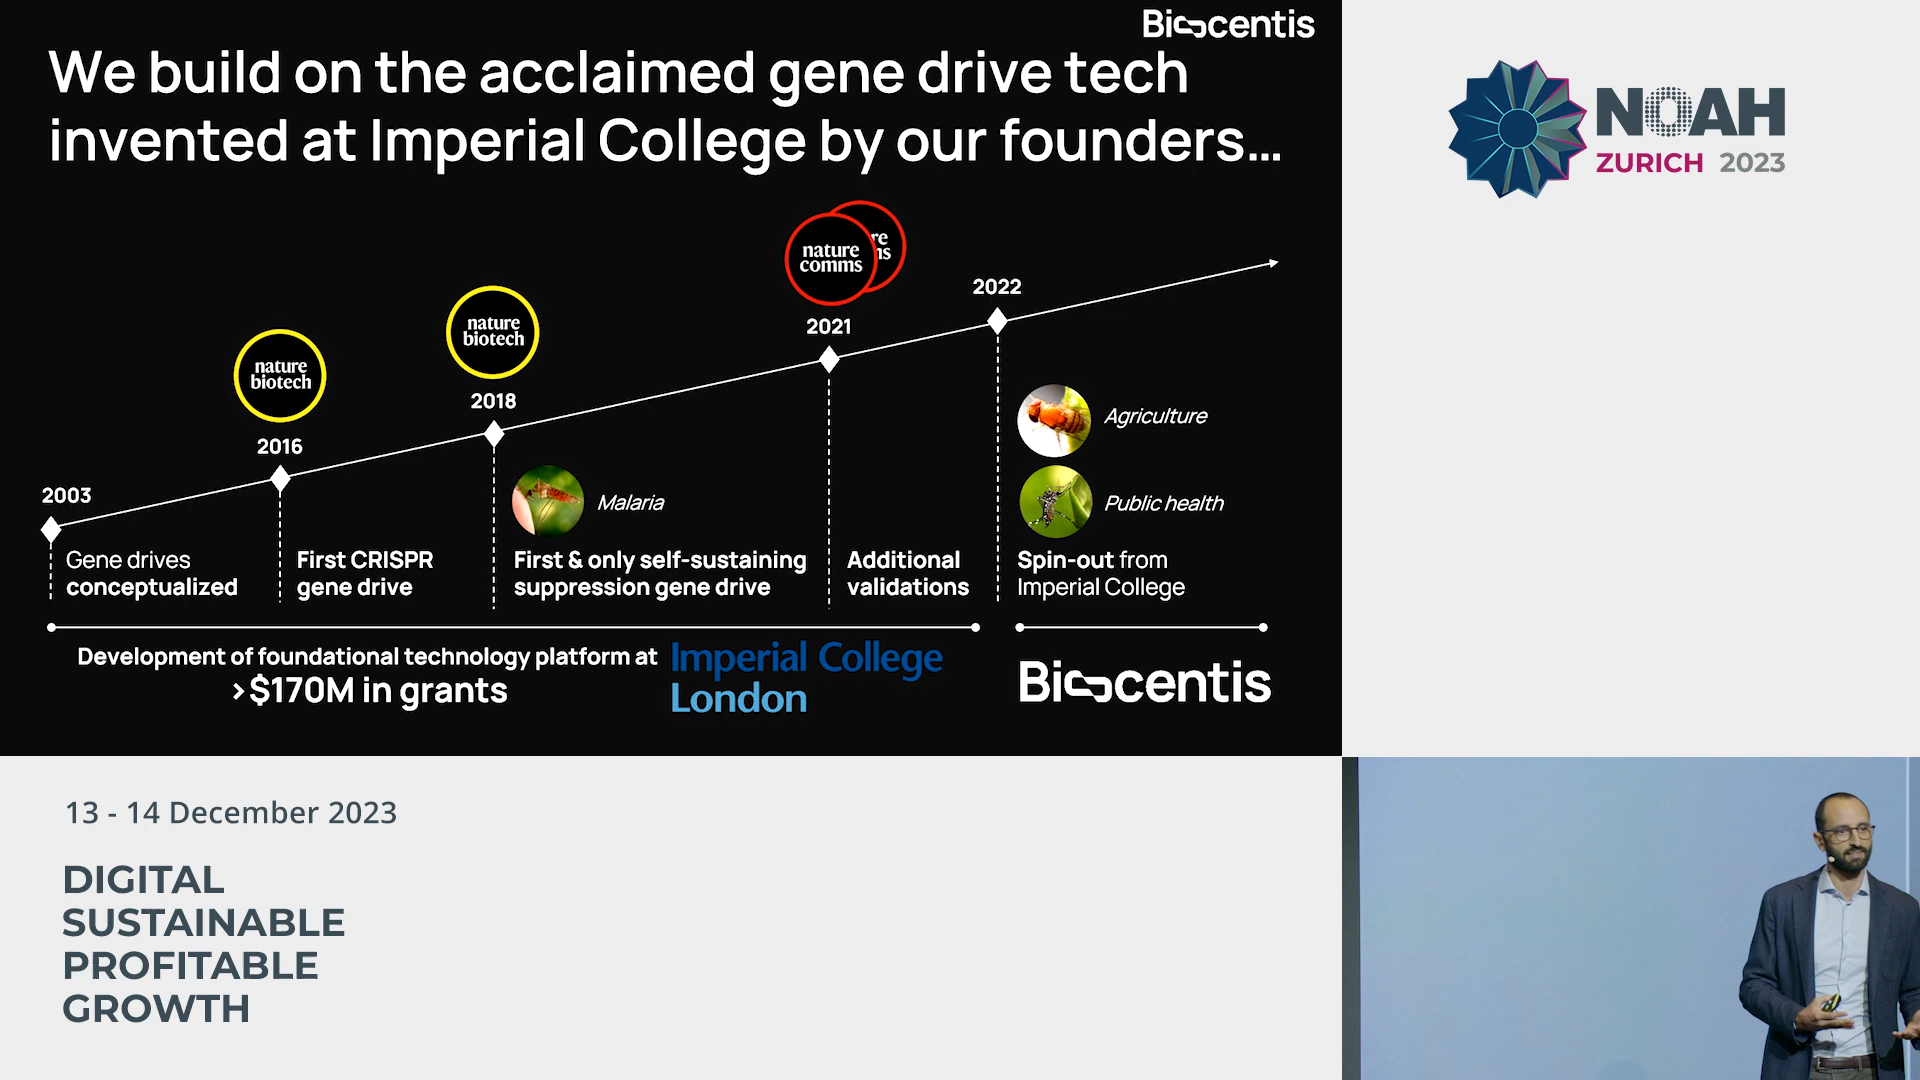 Biocentis
We build on the acclaimed gene drive tech
invented at Imperial College by our founders...
NOAH
ZURICH 2023
nature
comms
re
ns
2022
2021
nature
biotech
2018
nature
biotech
2016
2003
Agriculture
Malaria
Public health
Gene drives
conceptualized
First CRISPR
gene drive
First & only self-sustaining
suppression gene drive
Additional
validations
Spin-out from
Imperial College
Development of foundational technology platform at
>$170M in grants
Imperial College
London
Biocentis
13 - 14 December 2023
DIGITAL
SUSTAINABLE
PROFITABLE
GROWTH